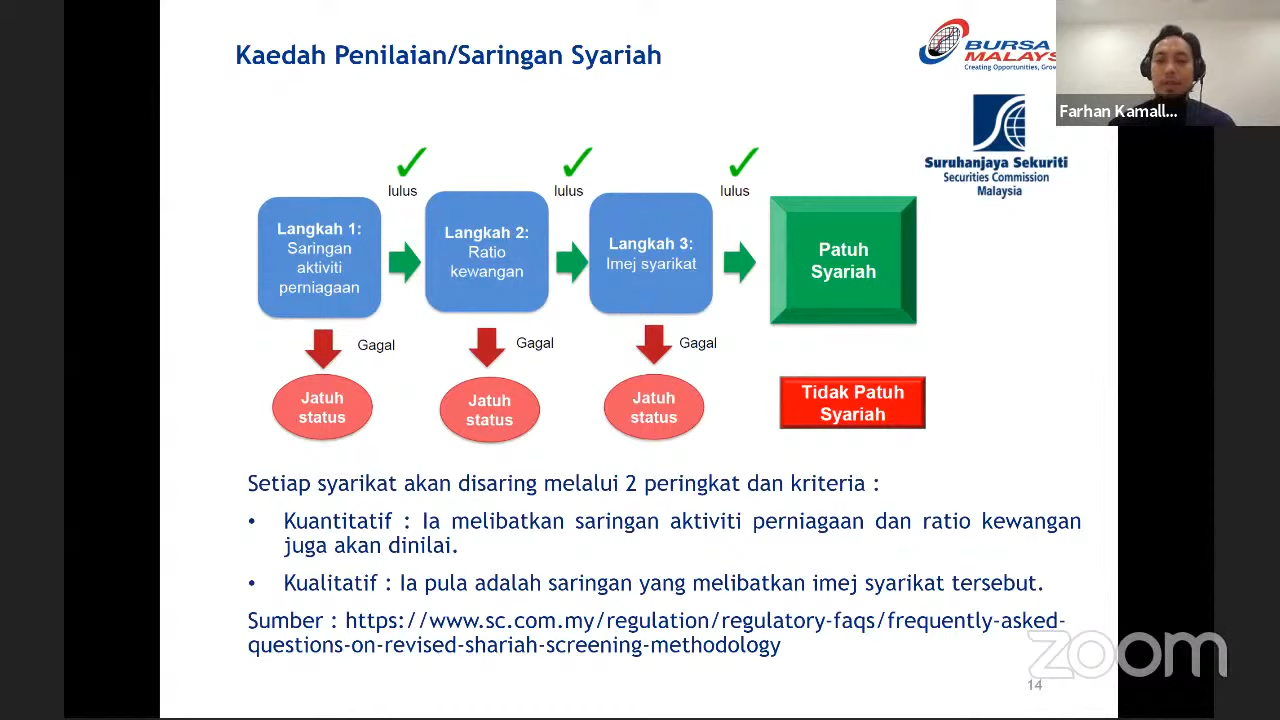 Kaedah Penilaian/Saringan Syariah
BURSA
MALAYS
Creating Opportunities, Grow
Farhan Kamall...
Suruhanjaya Sekuriti
Securities Commission
Malaysia
lulus
lulus
lulus
Langkah 1:
Saringan
aktiviti
perniagaan
Langkah 2:
Ratio
kewangan
Langkah 3:
Imej syarikat
Patuh
Syariah
Gagal
Gagal
Gagal
Jatuh
status
Jatuh
status
Jatuh
status
Tidak Patuh
Syariah
Setiap syarikat akan disaring melalui 2 peringkat dan kriteria :
• Kuantitatif : Ia melibatkan saringan aktiviti perniagaan dan ratio kewangan
juga akan dinilai.
• Kualitatif : Ia pula adalah saringan yang melibatkan imej syarikat tersebut.
Sumber : https://www.sc.com.my/regulation/regulatory-faqs/frequently-asked-
questions-on-revised-shariah-screening-methodology
zoom
14